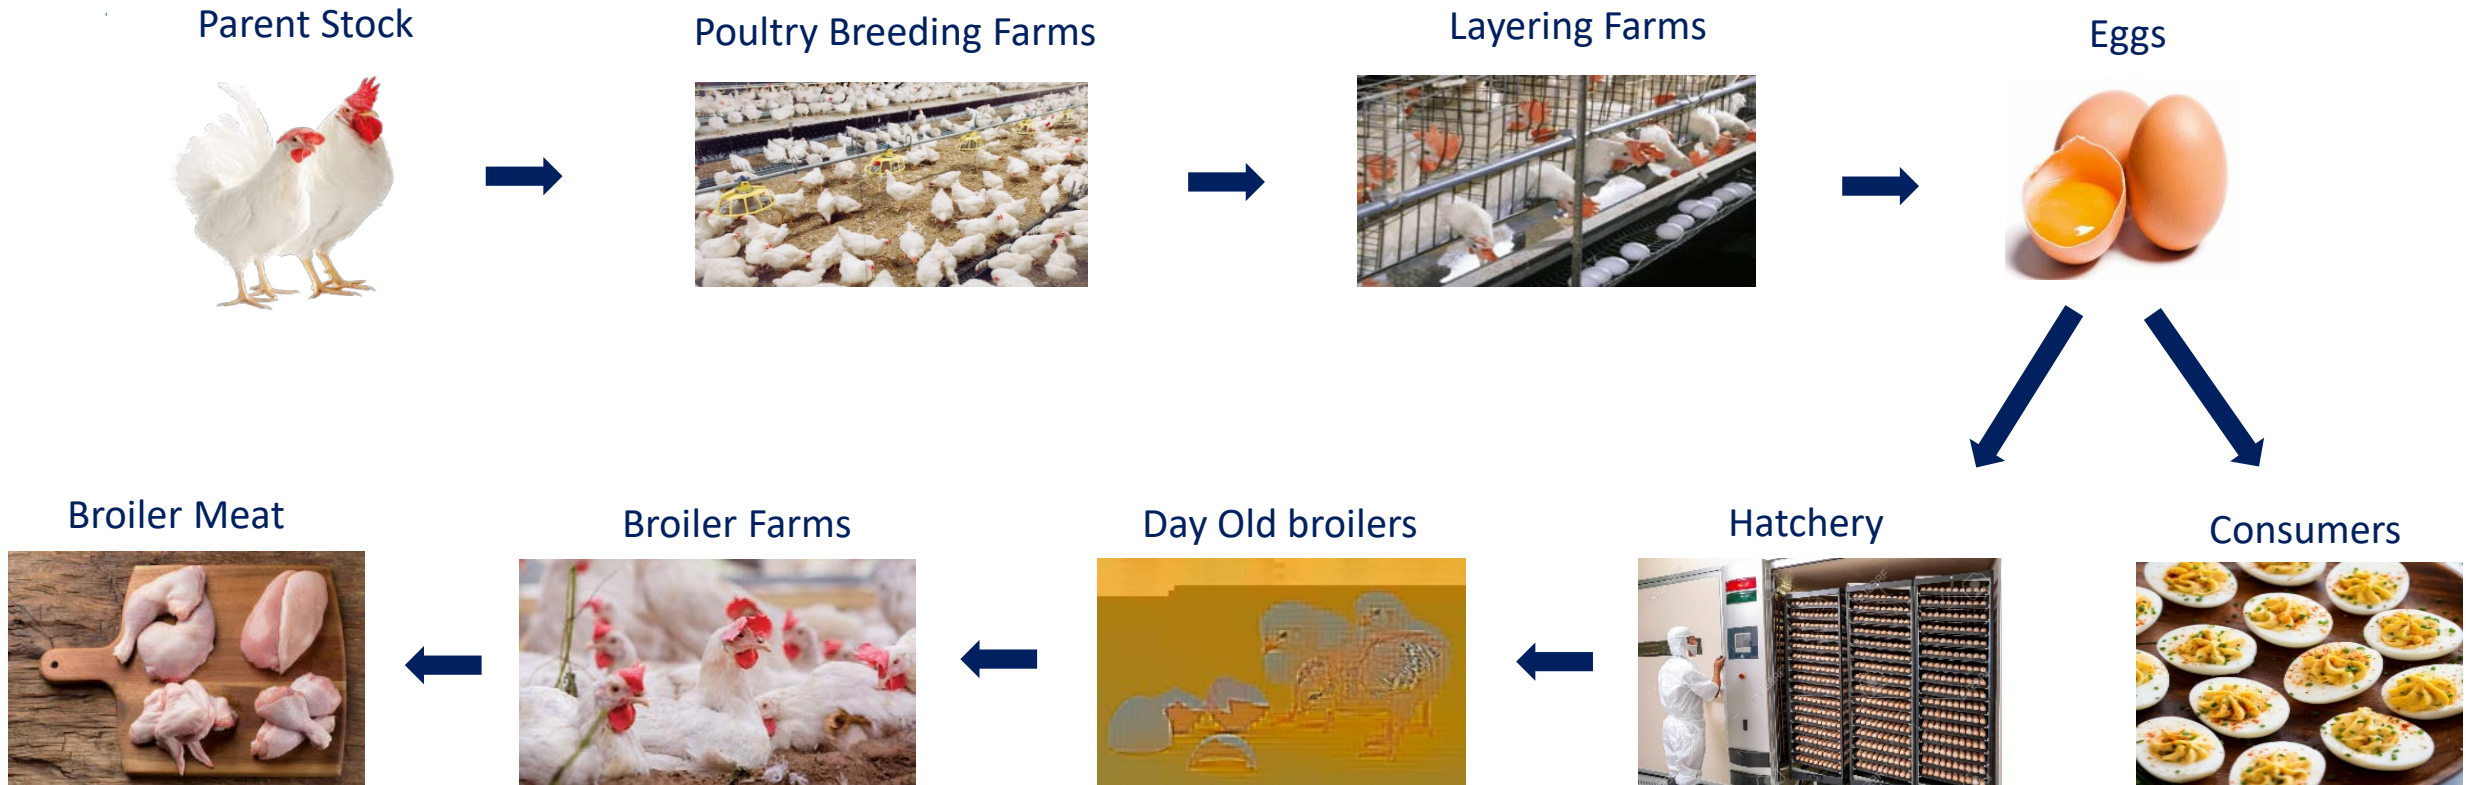 Parent Stock
Poultry Breeding Farms
Layering Farms
Eggs
Broiler Meat
Broiler Farms
Day Old broilers
Hatchery
Consumers